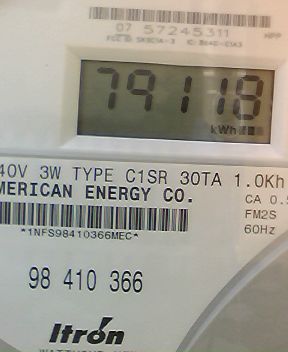 07 57245311
79118
kWh
40V 3W TYPE C1SR 30TA 1.0Kh
MERICAN ENERGY CO.
CA 0.5
FM2S
60Hz
*1NFS98410366MEC*
98 410 366
Itron